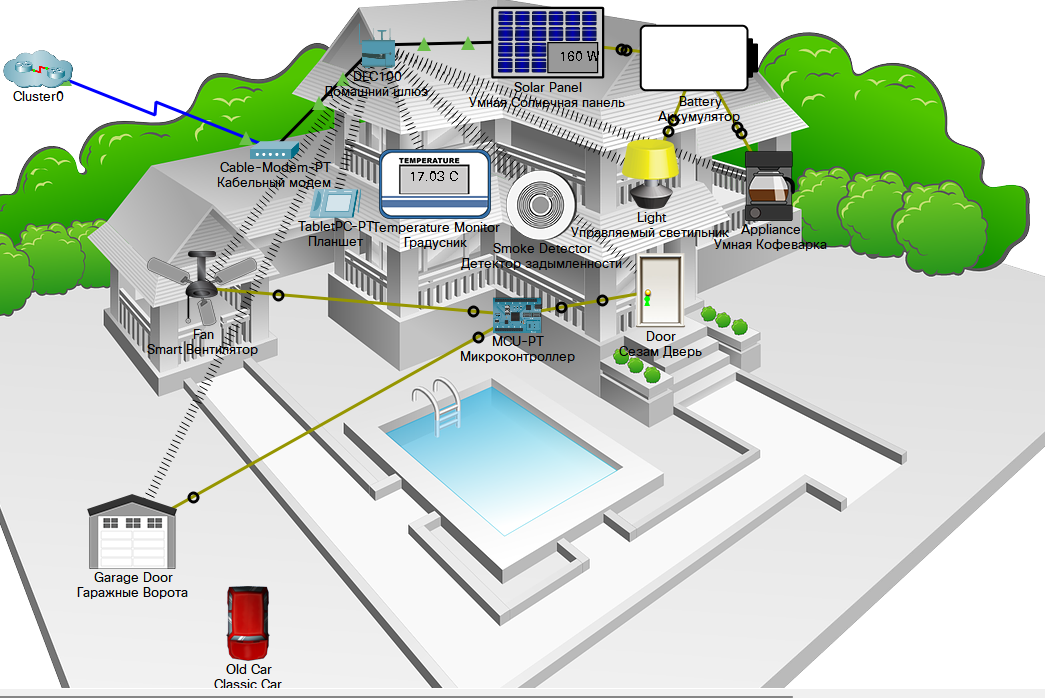 160 W
Solar Panel
Умная Солнечная панель
DLC100
Домашний шлюз
Cluster0
Battery
Аккумулятор
TEMPERATURE
17.03 C
Cable-Modem-PT
Кабельный модем
TabletPC-PT
Планшет
Temperature Monitor
Градусник
Smoke Detector
Детектор задымленности
Light
Управляемый светильник
Appliance
Умная Кофеварка
Fan
Smart Вентилятор
MCU-PT
Микроконтроллер
Door
Сезам Дверь
Garage Door
Гаражные Ворота
Old Car
Classic Car